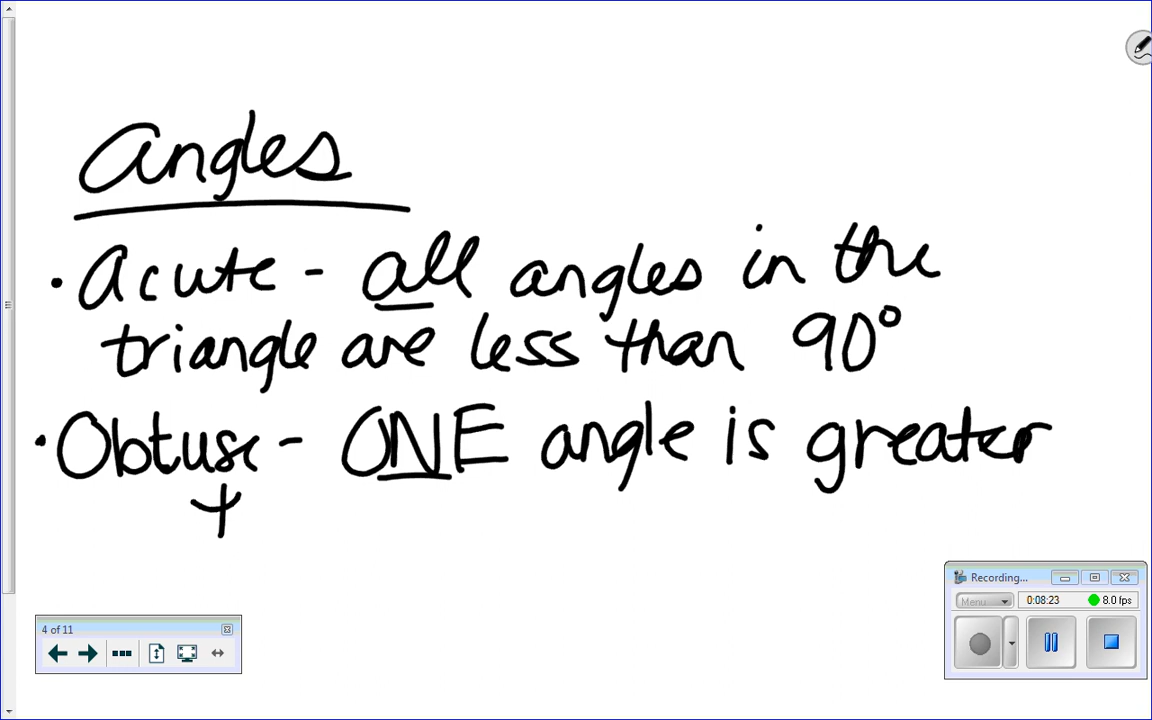 Angles
• Acute - all angles in the
triangle are less than 90°
• Obtuse - ONE angle is greater
t
4 of 11
Recording...
Menu
0:08:23
8.0 fps